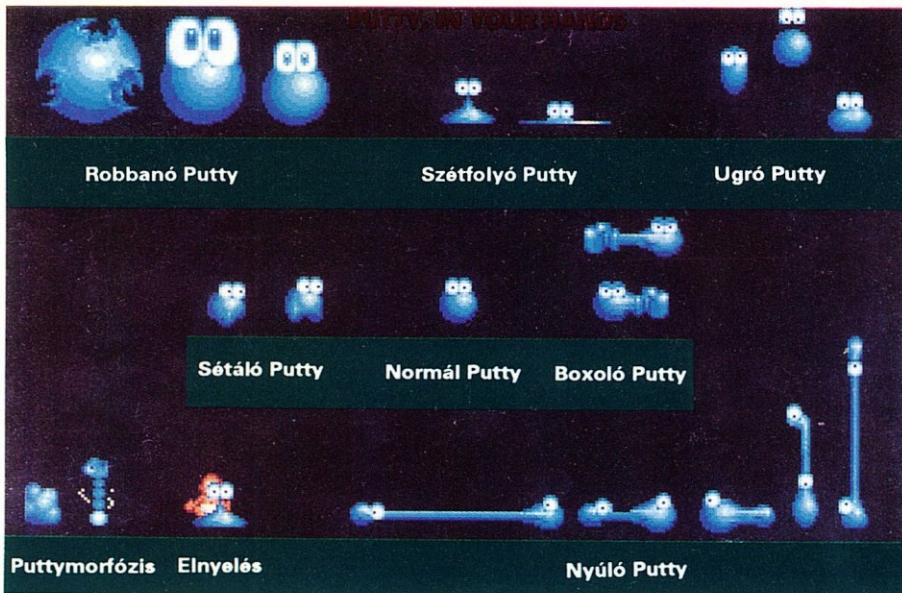 PUTTY, IN YOUR HANDS
Robbanó Putty Szétfolyó Putty Ugró Putty
Sétáló Putty Normál Putty Boxoló Putty
Puttymorfózis Elnyelés Nyúló Putty